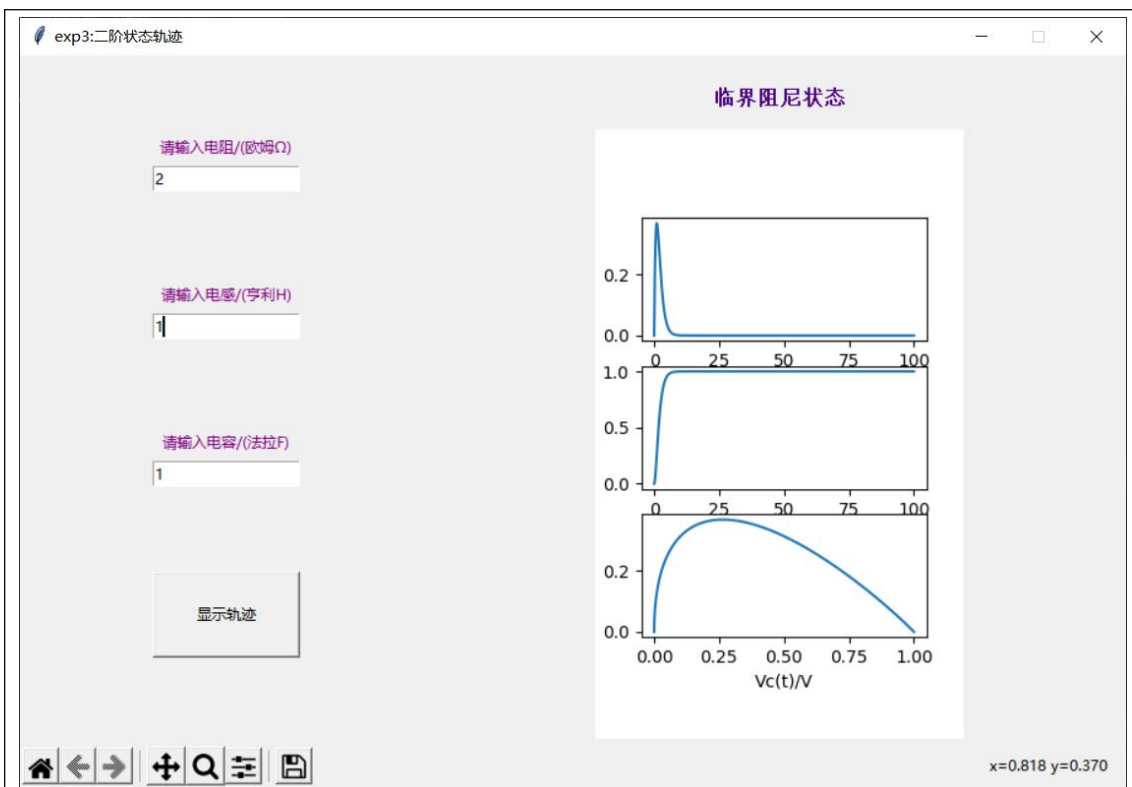 exp3:二阶状态轨迹
临界阻尼状态
请输入电阻/(欧姆Ω)
2
请输入电感/(亨利H)
1
请输入电容/(法拉F)
1
显示轨迹
0.2
0.0
0 25 50 75 100
1.0
0.5
0.0
0 25 50 75 100
0.2
0.0
0.00 0.25 0.50 0.75 1.00
Vc(t)/V
x=0.818 y=0.370